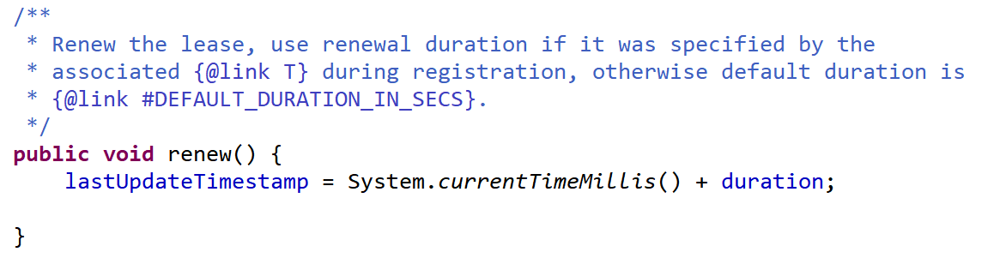 /**
 * Renew the lease, use renewal duration if it was specified by the
 * associated {@link T} during registration, otherwise default duration is
 * {@link #DEFAULT_DURATION_IN_SECS}.
 */
public void renew() {
    lastUpdateTimestamp = System.currentTimeMillis() + duration;
}